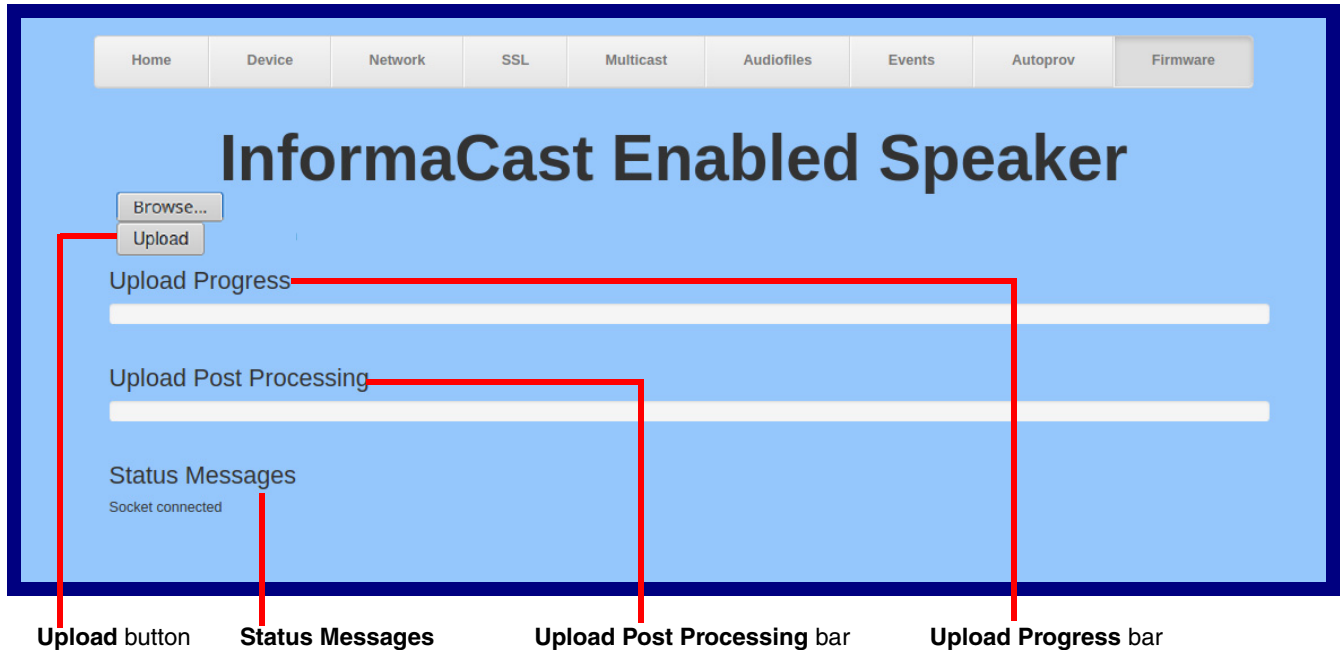 Home Device Network SSL Multicast Audiofiles Events Autoprov Firmware
InformaCast Enabled Speaker
Browse...
Upload
Upload Progress
Upload Post Processing
Status Messages
Socket connected
Upload button Status Messages Upload Post Processing bar Upload Progress bar